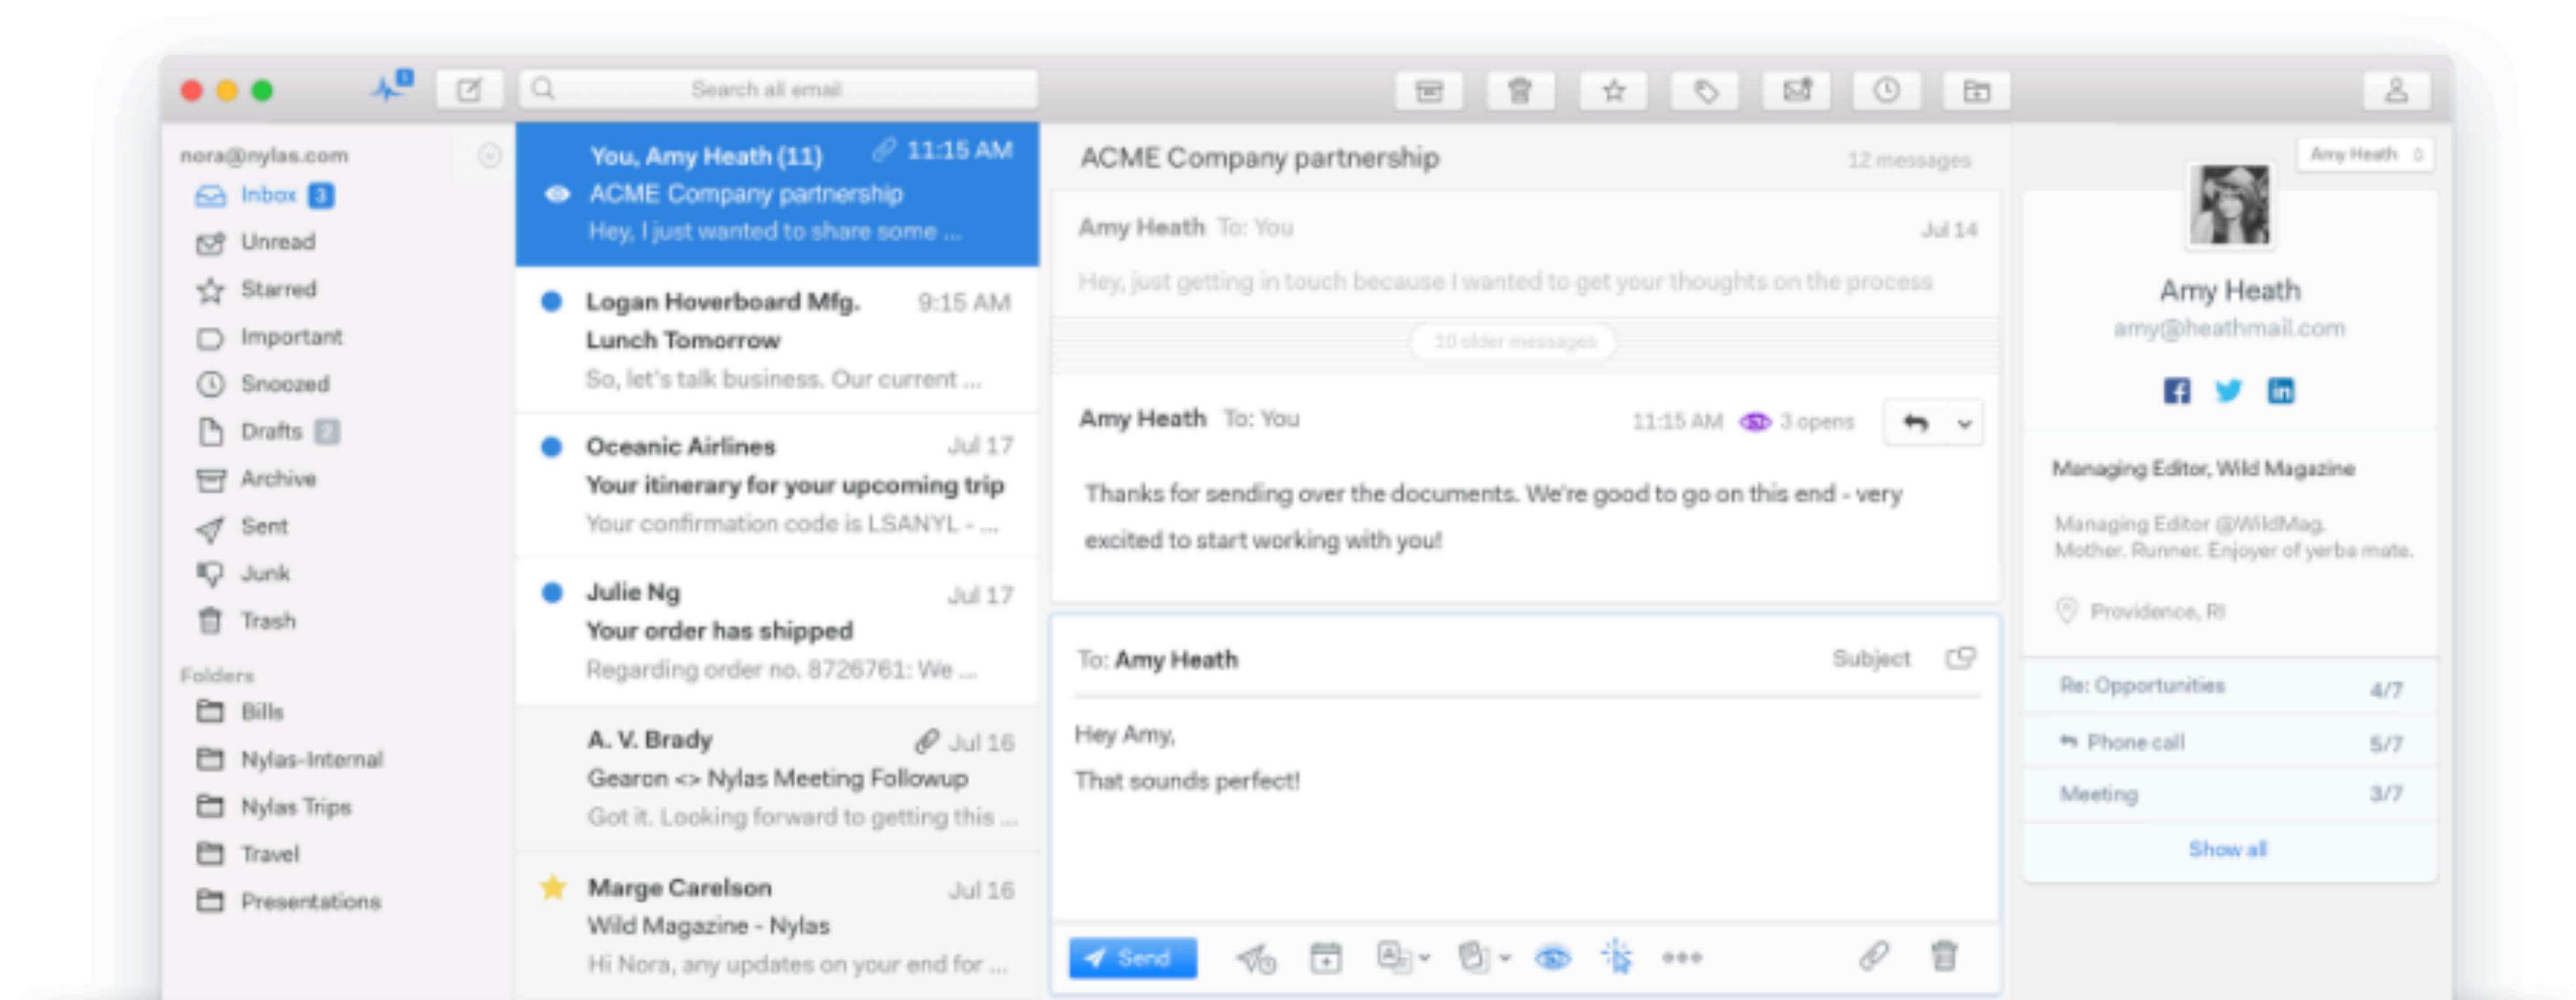 Search all email
nora@nylas.com
Inbox 3
Unread
Starred
Important
Snoozed
Drafts 2
Archive
Sent
Junk
Trash
Folders
Bills
Nylas-Internal
Nylas Trips
Travel
Presentations
You, Amy Heath (11) 11:15 AM
ACME Company partnership
Hey, I just wanted to share some ...
Logan Hoverboard Mfg. 9:15 AM
Lunch Tomorrow
So, let's talk business. Our current ...
Oceanic Airlines Jul 17
Your itinerary for your upcoming trip
Your confirmation code is LSANYL - ...
Julie Ng Jul 17
Your order has shipped
Regarding order no. 8726761: We ...
A. V. Brady Jul 16
Gearon <> Nylas Meeting Followup
Got it. Looking forward to getting this ...
Marge Carelson Jul 16
Wild Magazine - Nylas
Hi Nora, any updates on your end for ...
ACME Company partnership 12 messages
Amy Heath To: You Jul 14
Hey, just getting in touch because I wanted to get your thoughts on the process
10 older messages
Amy Heath To: You 11:15 AM 3 opens
Thanks for sending over the documents. We're good to go on this end - very
excited to start working with you!
To: Amy Heath Subject
Hey Amy,
That sounds perfect!
Send
Amy Heath
Amy Heath
amy@heathmail.com
Managing Editor, Wild Magazine
Managing Editor @WildMag.
Mother. Runner. Enjoyer of yerba mate.
Providence, RI
Re: Opportunities 4/7
Phone call 5/7
Meeting 3/7
Show all